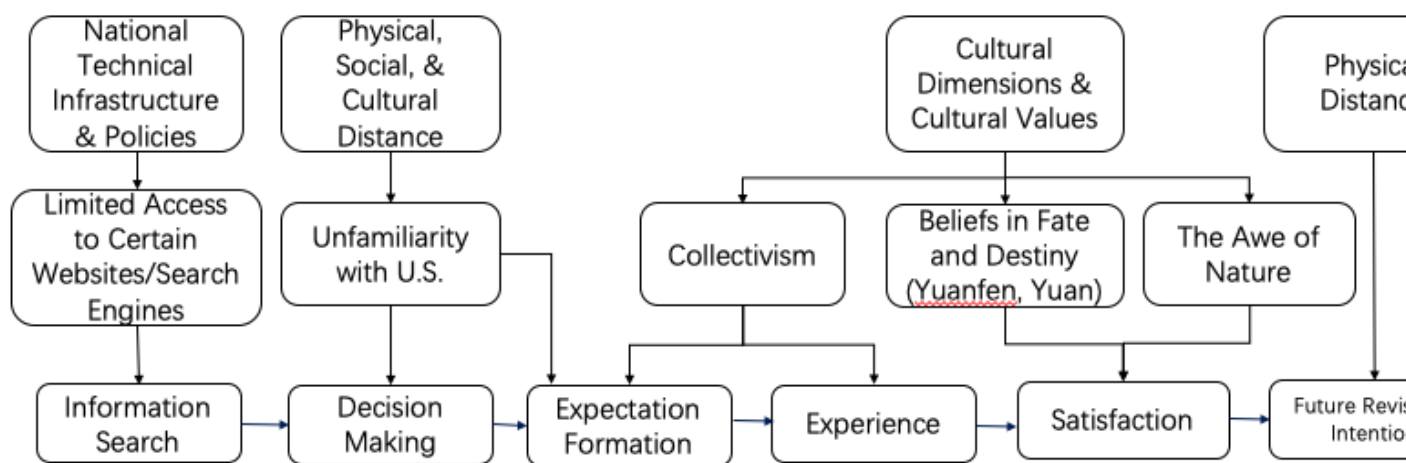 National
Technical
Infrastructure
& Policies
Physical,
Social, &
Cultural
Distance
Cultural
Dimensions &
Cultural Values
Limited Access
to Certain
Websites/Search
Engines
Unfamiliarity
with U.S.
Collectivism
Beliefs in Fate
and Destiny
(Yuanfen, Yuan)
The Awe of
Nature
Information
Search
Decision
Making
Expectation
Formation
Experience
Satisfaction
Future